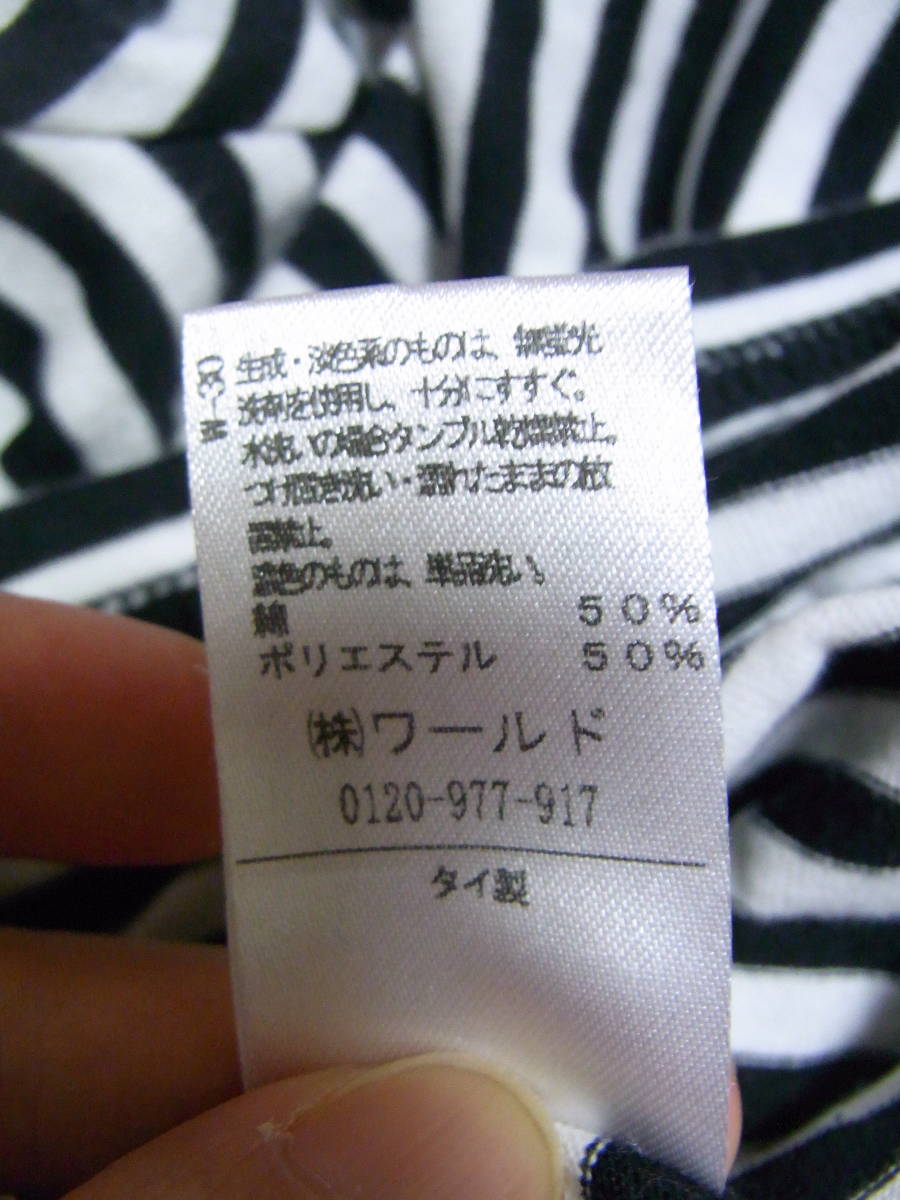 生成・淡色系のものは、無蛍光
洗剤を使用し、十分にすすぐ。
水洗いの場合タンブル乾燥禁止。
つけ置き洗い・濡れたままの放
置禁止。
濃色のものは、単品洗い。
綿 50%
ポリエステル 50%
㈱ワールド
0120-977-917
タイ製